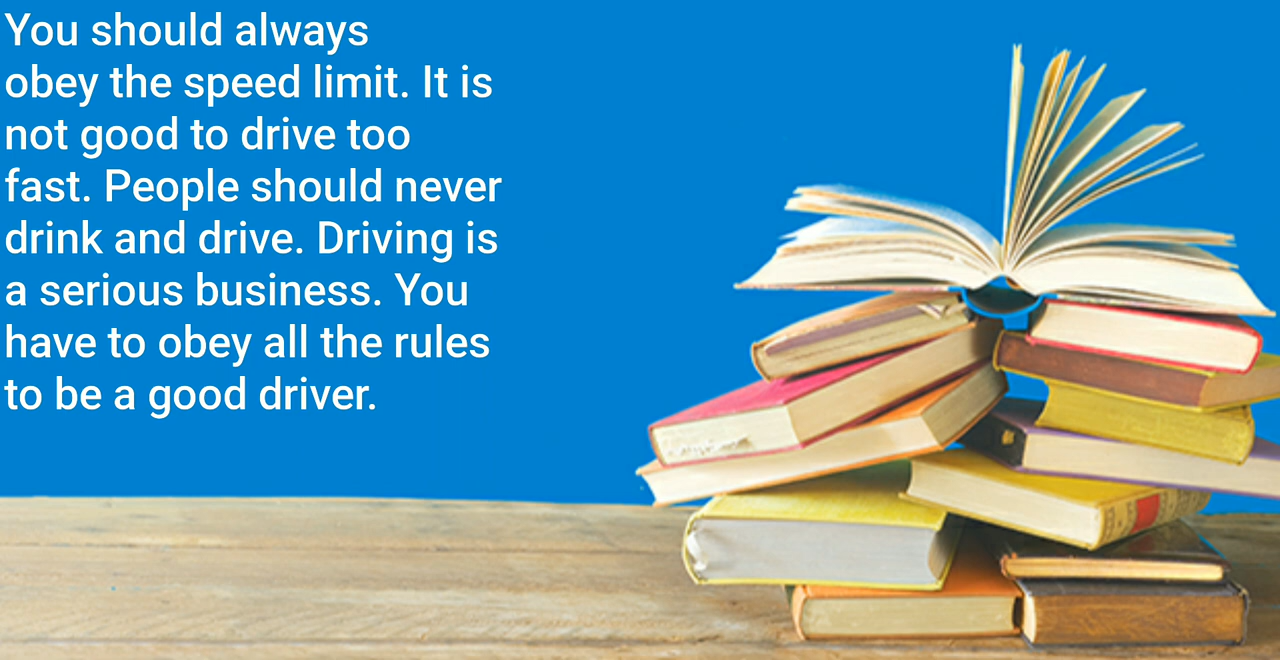 You should always
obey the speed limit. It is
not good to drive too
fast. People should never
drink and drive. Driving is
a serious business. You
have to obey all the rules
to be a good driver.